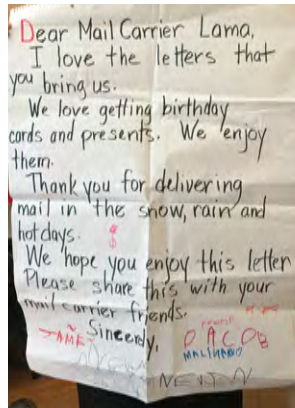 Dear Mail Carrier Lama,
I love the letters that
you bring us.
We love getting birthday
cards and presents. We enjoy
them.
Thank you for delivering
mail in the snow, rain and
hot days.
We hope you enjoy this letter
Please share this with your
mail carrier friends.
Sincerely,